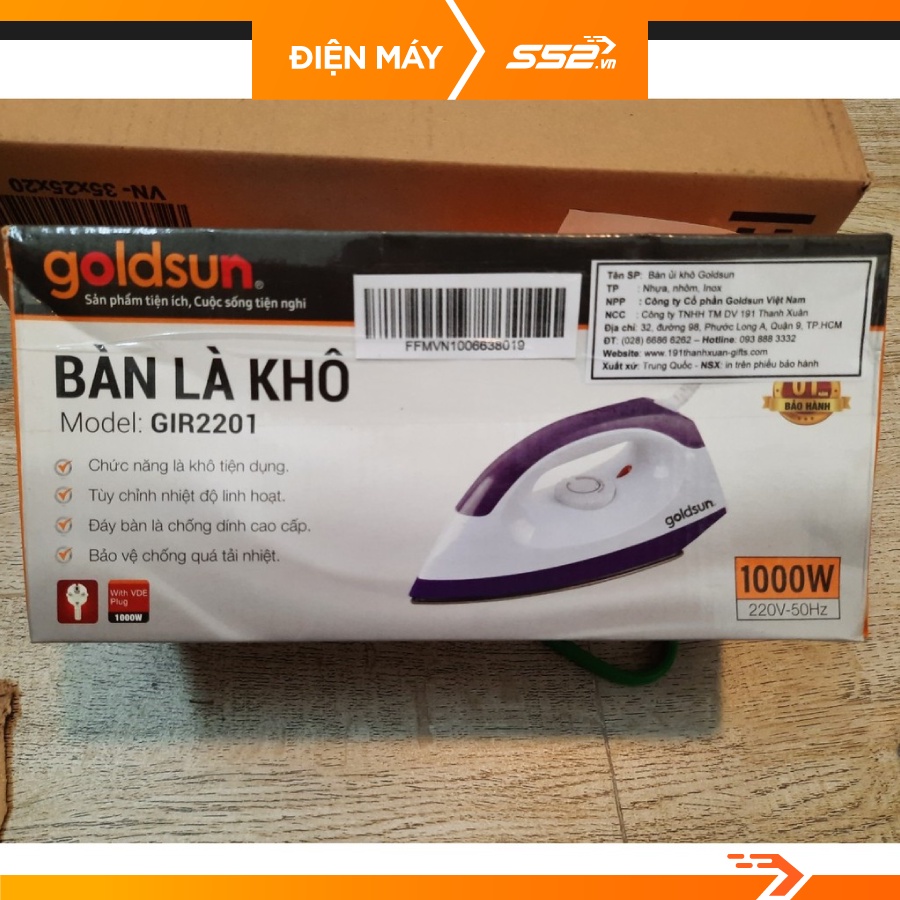 ĐIỆN MÁY
SS2.vn
VN- 35x25x20
goldsun®
Sản phẩm tiện ích, Cuộc sống tiện nghi
FFMVN1006638019
Tên SP: Bàn ủi khô Goldsun
TP : Nhựa, nhôm, Inox
NPP : Công ty Cổ phần Goldsun Việt Nam
NCC : Công ty TNHH TM DV 191 Thanh Xuân
Địa chỉ: 32, đường 98, Phước Long A, Quận 9, TP.HCM
ĐT: (028) 6686 6262 – Hotline: 093 888 3332
Website: www.191thanhxuan-gifts.com
Xuất xứ: Trung Quốc - NSX: in trên phiếu bảo hành
BẢO HÀNH
BÀN LÀ KHÔ
Model: GIR2201
Chức năng là khô tiện dụng.
Tùy chỉnh nhiệt độ linh hoạt.
Đáy bàn là chống dính cao cấp.
Bảo vệ chống quá tải nhiệt.
goldsun
With VDE
Plug
1000W
1000W
220V-50Hz